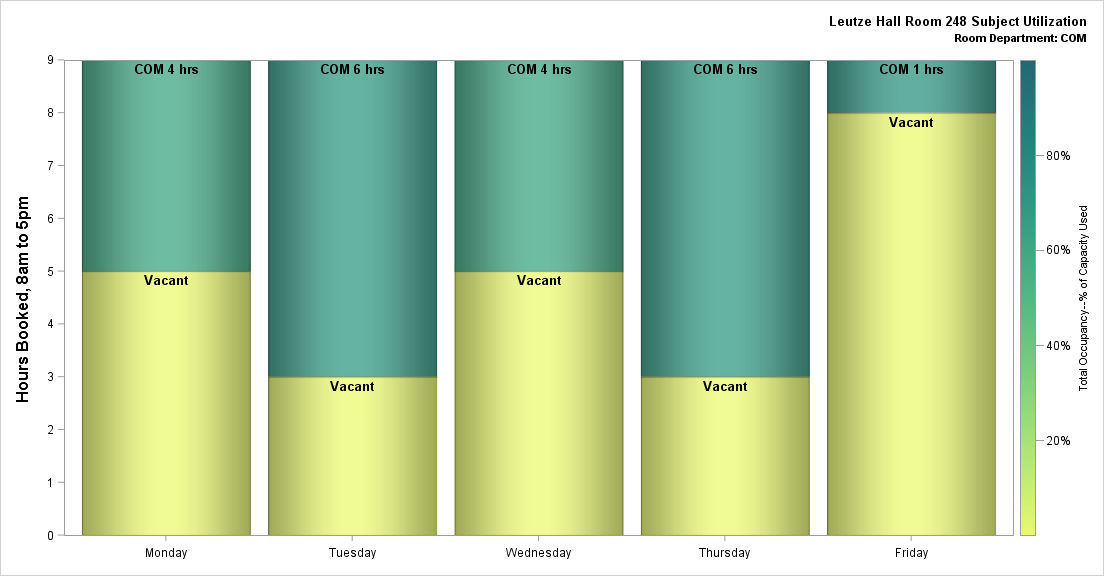 Leutze Hall Room 248 Subject Utilization
Room Department: COM
Hours Booked, 8am to 5pm
9
8
7
6
5
4
3
2
1
0
COM 4 hrs
Vacant
COM 6 hrs
Vacant
COM 4 hrs
Vacant
COM 6 hrs
Vacant
COM 1 hrs
Vacant
Monday
Tuesday
Wednesday
Thursday
Friday
80%
60%
40%
20%
Total Occupancy--% of Capacity Used